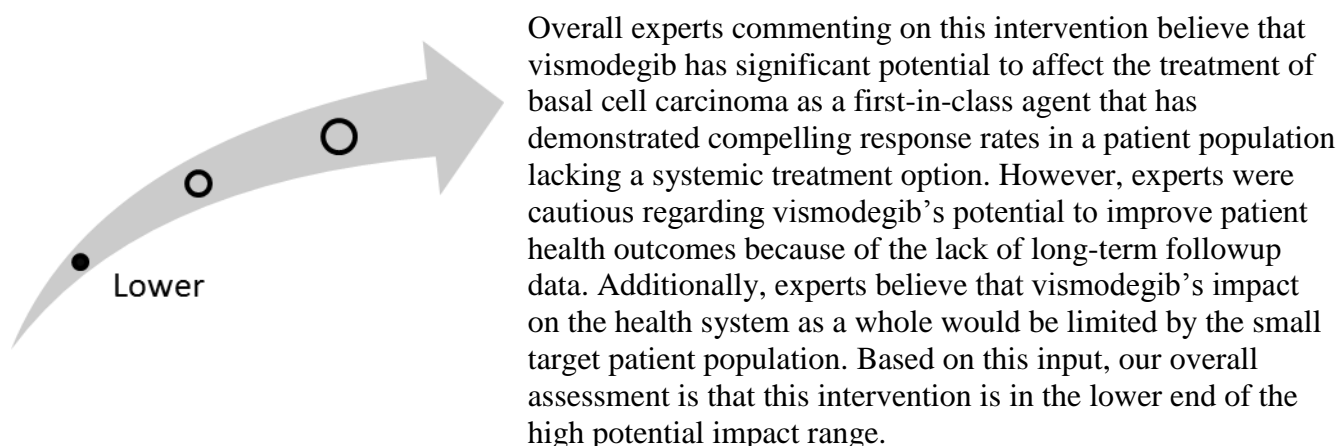 Overall experts commenting on this intervention believe that
vismodegib has significant potential to affect the treatment of
basal cell carcinoma as a first-in-class agent that has
demonstrated compelling response rates in a patient population
lacking a systemic treatment option. However, experts were
cautious regarding vismodegib’s potential to improve patient
health outcomes because of the lack of long-term followup
data. Additionally, experts believe that vismodegib’s impact
on the health system as a whole would be limited by the small
target patient population. Based on this input, our overall
assessment is that this intervention is in the lower end of the
high potential impact range.
Lower